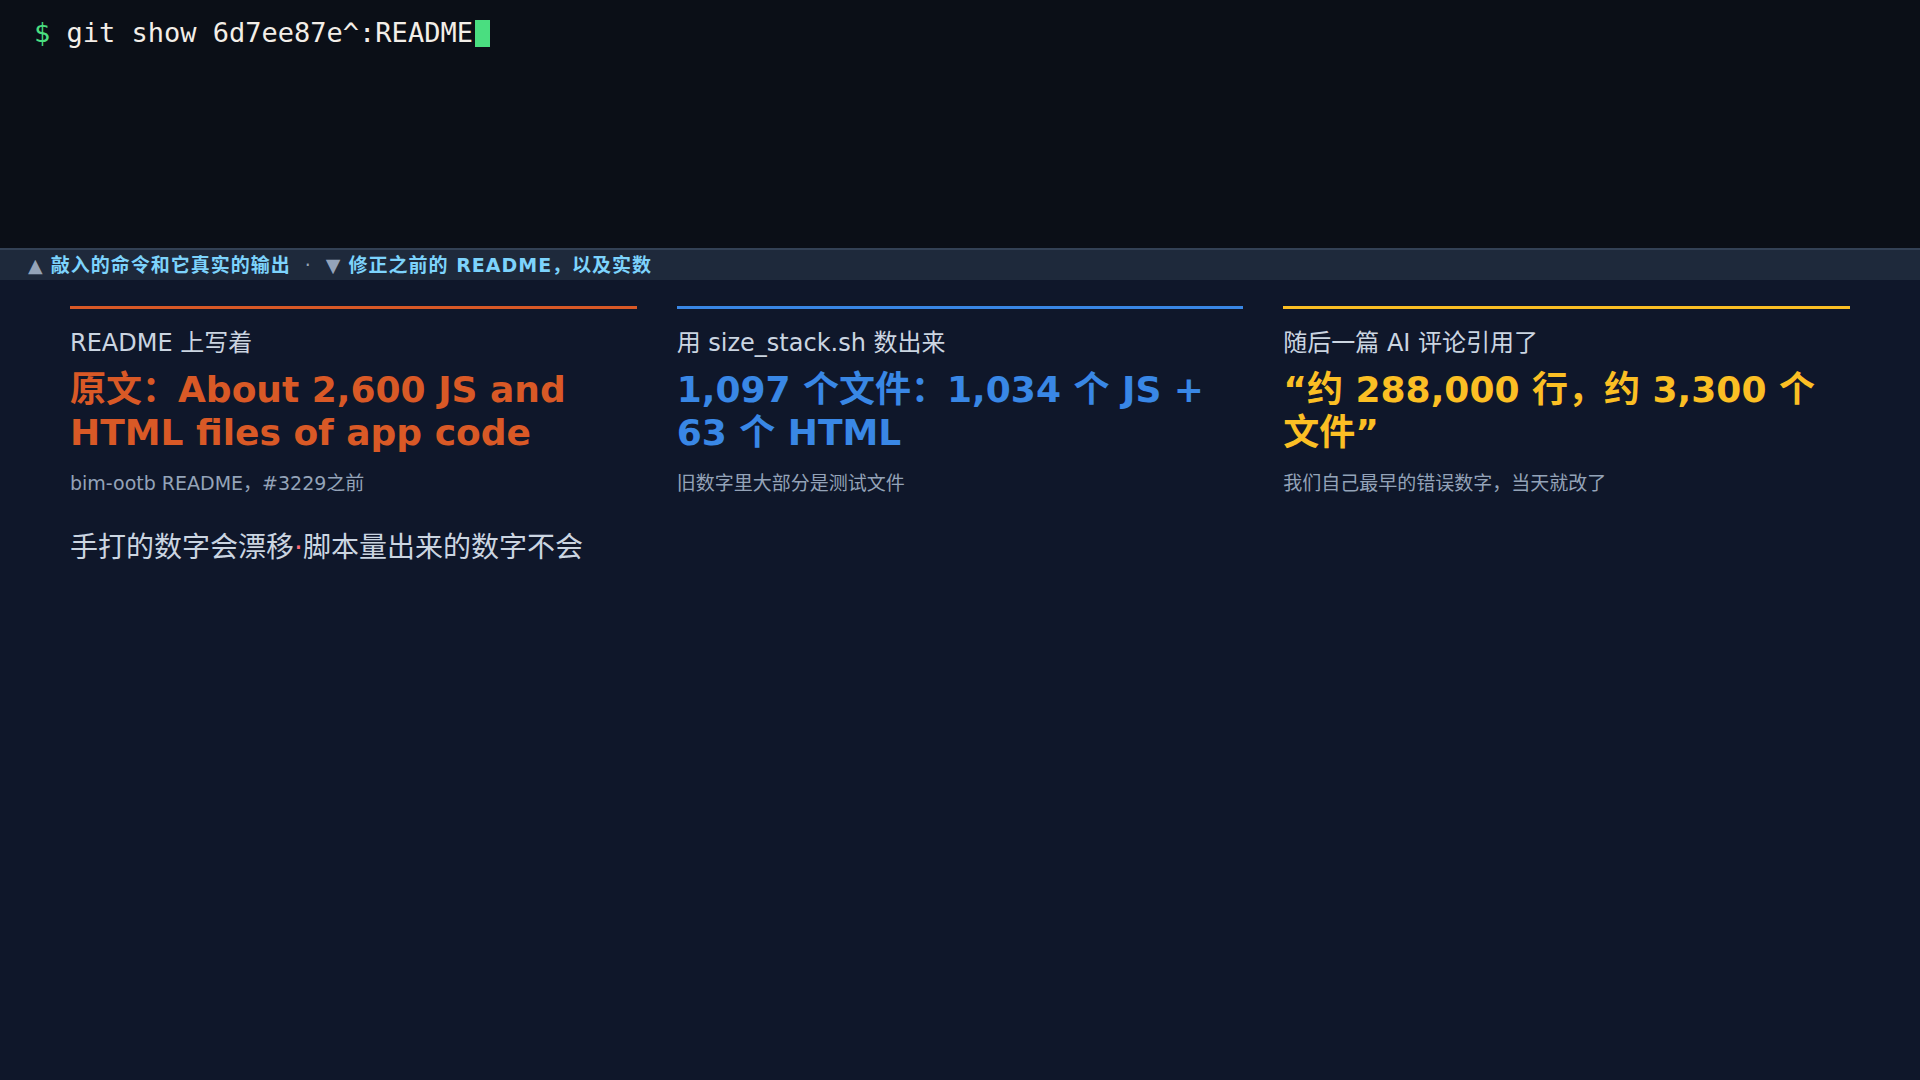 $ git show 6d7ee87e^:README
▲ 敲入的命令和它真实的输出 · ▼ 修正之前的 README，以及实数
README 上写着
原文：About 2,600 JS and
HTML files of app code
bim-ootb README，#3229之前
用 size_stack.sh 数出来
1,097 个文件：1,034 个 JS +
63 个 HTML
旧数字里大部分是测试文件
随后一篇 AI 评论引用了
“约 288,000 行，约 3,300 个
文件”
我们自己最早的错误数字，当天就改了
手打的数字会漂移·脚本量出来的数字不会